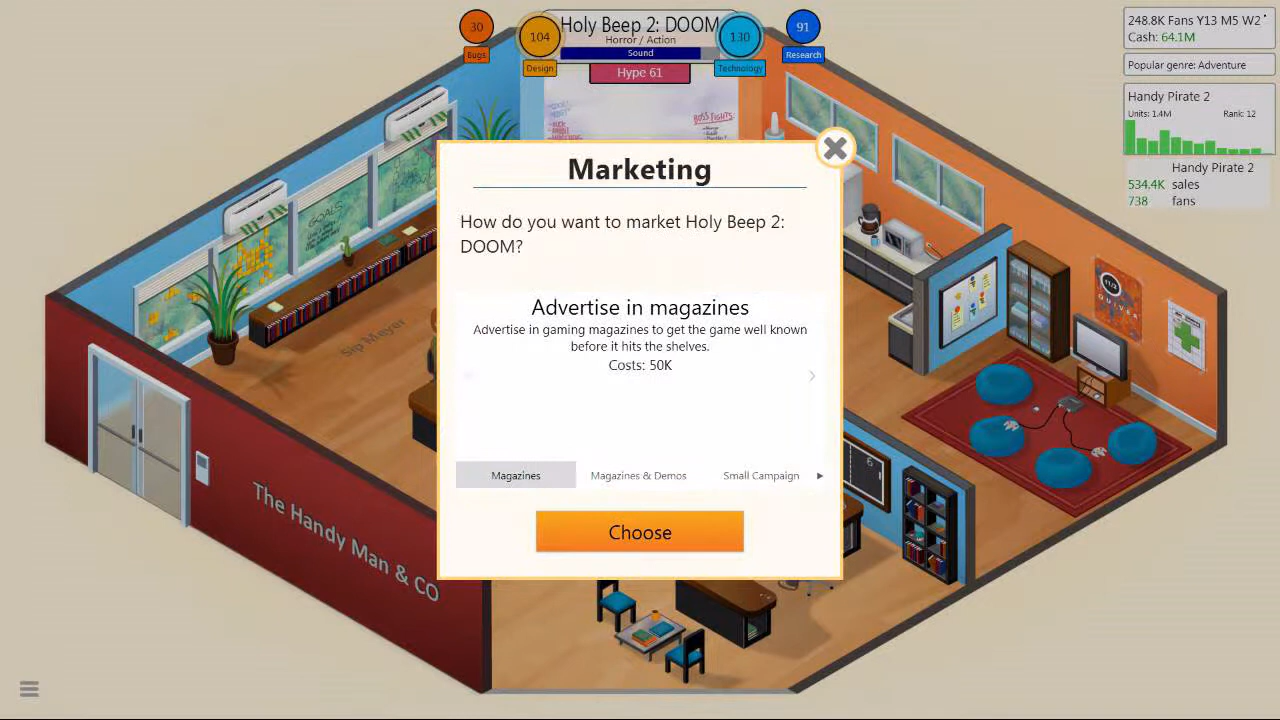 30
Bugs
104
Design
Holy Beep 2: DOOM
Horror / Action
Sound
Hype 61
130
Technology
91
Research
248.8K Fans Y13 M5 W2
Cash: 64.1M
Popular genre: Adventure
Handy Pirate 2
Units: 1.4M
Rank: 12
Handy Pirate 2
534.4K sales
738 fans
BOSS FIGHTS:
GOALS:
Sip Meyer
The Handy Man & CO
Marketing
How do you want to market Holy Beep 2:
DOOM?
Advertise in magazines
Advertise in gaming magazines to get the game well known
before it hits the shelves.
Costs: 50K
Magazines
Magazines & Demos
Small Campaign
Choose